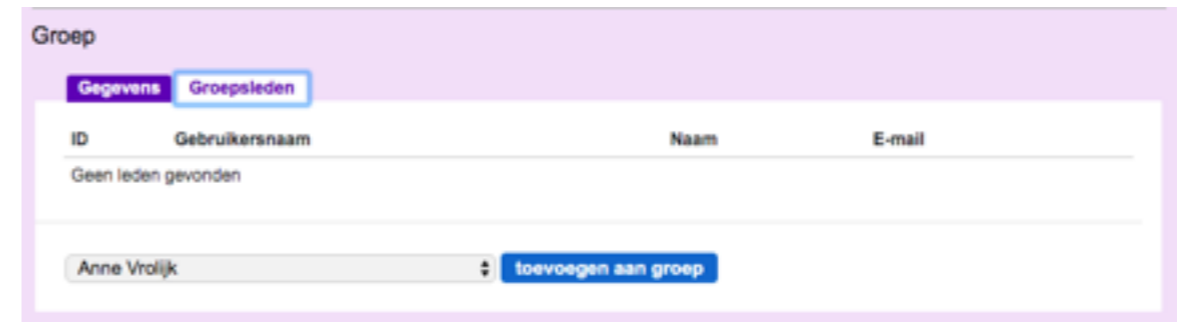 Groep
Gegevens Groepsleden
ID Gebruikersnaam Naam E-mail
Geen leden gevonden
Anne Vrolijk toevoegen aan groep